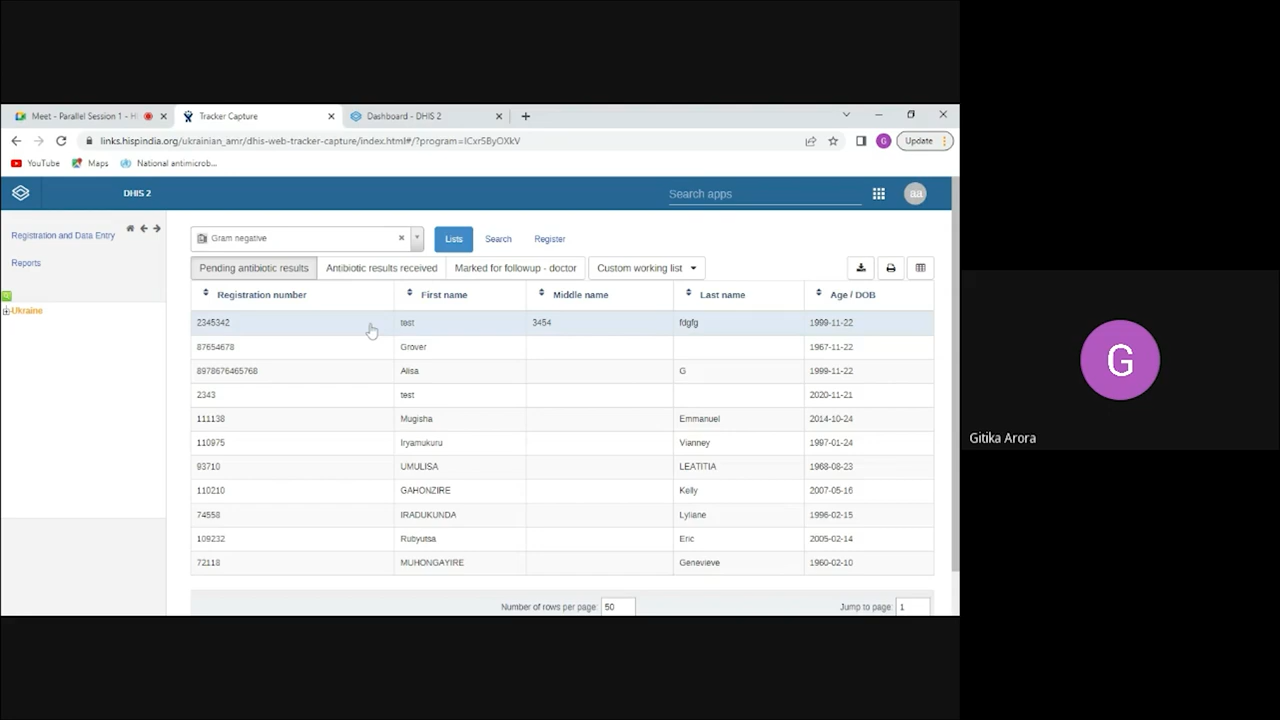 Meet - Parallel Session 1 - H
Tracker Capture
Dashboard - DHIS 2
links.hispindia.org/ukrainian_amr/dhis-web-tracker-capture/index.html#/?program=lCxr5ByOXkV
Update
YouTube
Maps
National antimicrob...
DHIS 2
Search apps
aa
Registration and Data Entry
Reports
Ukraine
Gram negative
Lists
Search
Register
Pending antibiotic results
Antibiotic results received
Marked for followup - doctor
Custom working list
Registration number First name Middle name Last name Age / DOB
2345342 test 3454 fdgfg 1999-11-22
87654678 Grover 1967-11-22
8978676465768 Alisa G 1999-11-22
2343 test 2020-11-21
111138 Mugisha Emmanuel 2014-10-24
110975 Iryamukuru Vianney 1997-01-24
93710 UMULISA LEATITIA 1968-08-23
110210 GAHONZIRE Kelly 2007-05-16
74558 IRADUKUNDA Lyliane 1996-02-15
109232 Rubyutsa Eric 2005-02-14
72118 MUHONGAYIRE Genevieve 1960-02-10
Number of rows per page: 50
Jump to page: 1
G
Gitika Arora